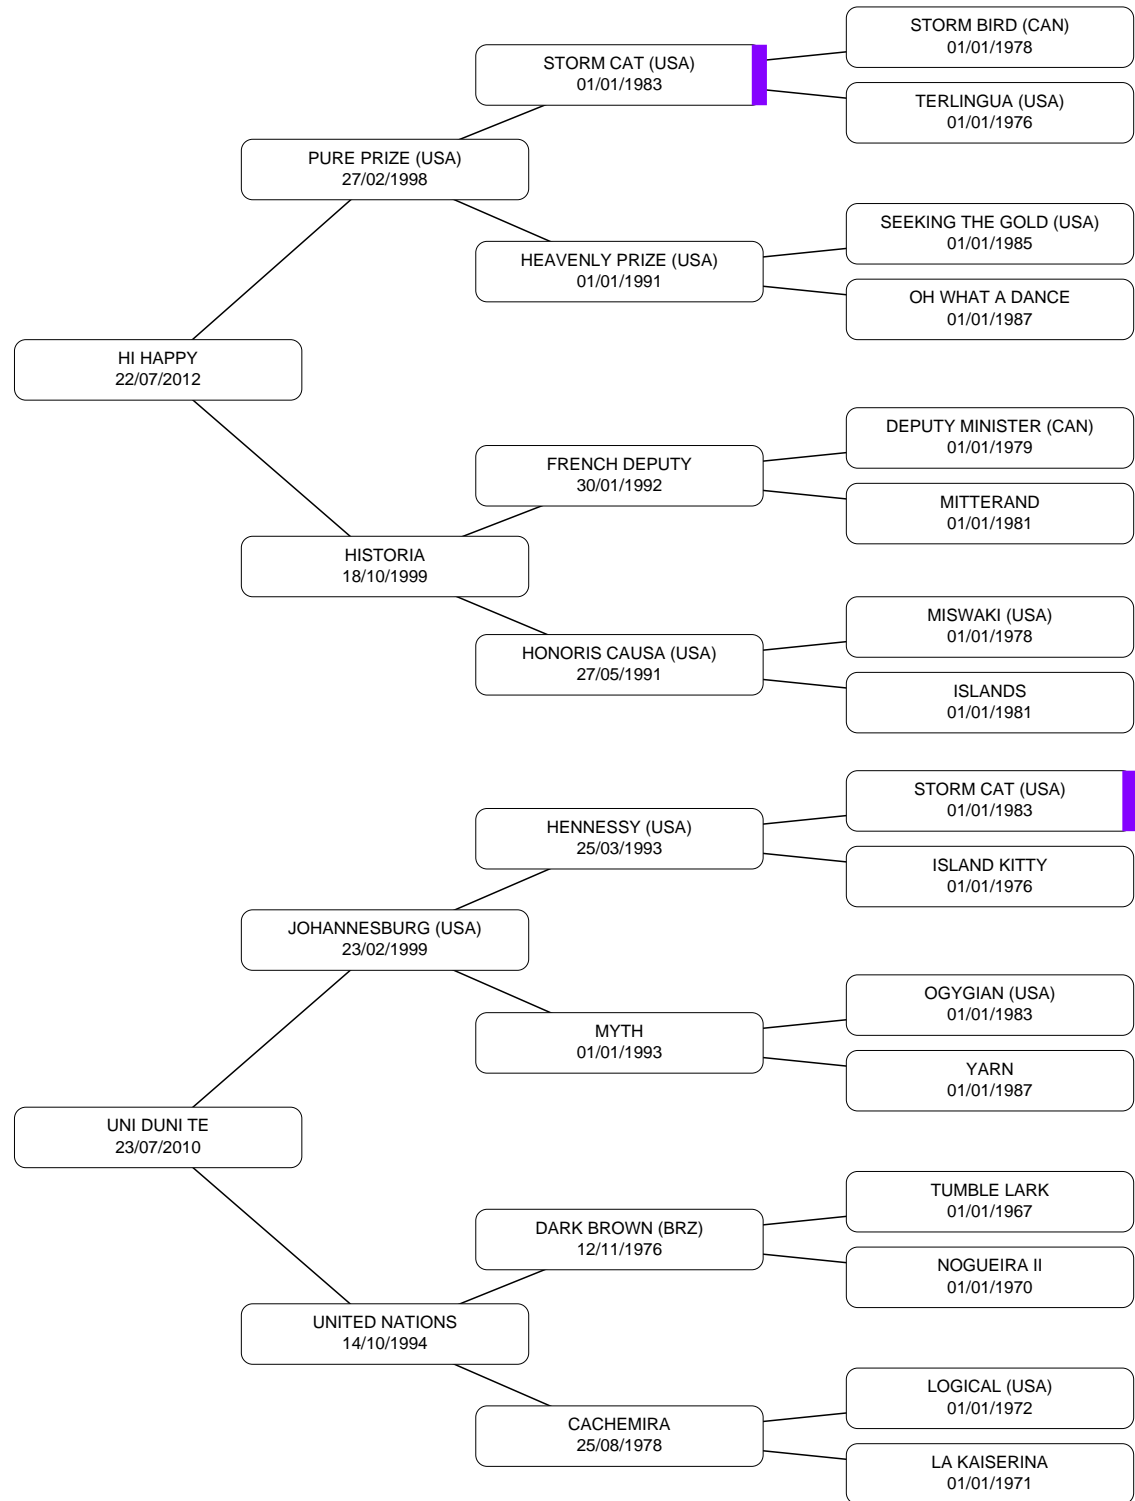 STORM BIRD (CAN)
01/01/1978
STORM CAT (USA)
01/01/1983
TERLINGUA (USA)
01/01/1976
PURE PRIZE (USA)
27/02/1998
SEEKING THE GOLD (USA)
01/01/1985
HEAVENLY PRIZE (USA)
01/01/1991
OH WHAT A DANCE
01/01/1987
HI HAPPY
22/07/2012
DEPUTY MINISTER (CAN)
01/01/1979
FRENCH DEPUTY
30/01/1992
MITTERAND
01/01/1981
HISTORIA
18/10/1999
MISWAKI (USA)
01/01/1978
HONORIS CAUSA (USA)
27/05/1991
ISLANDS
01/01/1981
STORM CAT (USA)
01/01/1983
HENNESSY (USA)
25/03/1993
ISLAND KITTY
01/01/1976
JOHANNESBURG (USA)
23/02/1999
OGYGIAN (USA)
01/01/1983
MYTH
01/01/1993
YARN
01/01/1987
UNI DUNI TE
23/07/2010
TUMBLE LARK
01/01/1967
DARK BROWN (BRZ)
12/11/1976
NOGUEIRA II
01/01/1970
UNITED NATIONS
14/10/1994
LOGICAL (USA)
01/01/1972
CACHEMIRA
25/08/1978
LA KAISERINA
01/01/1971